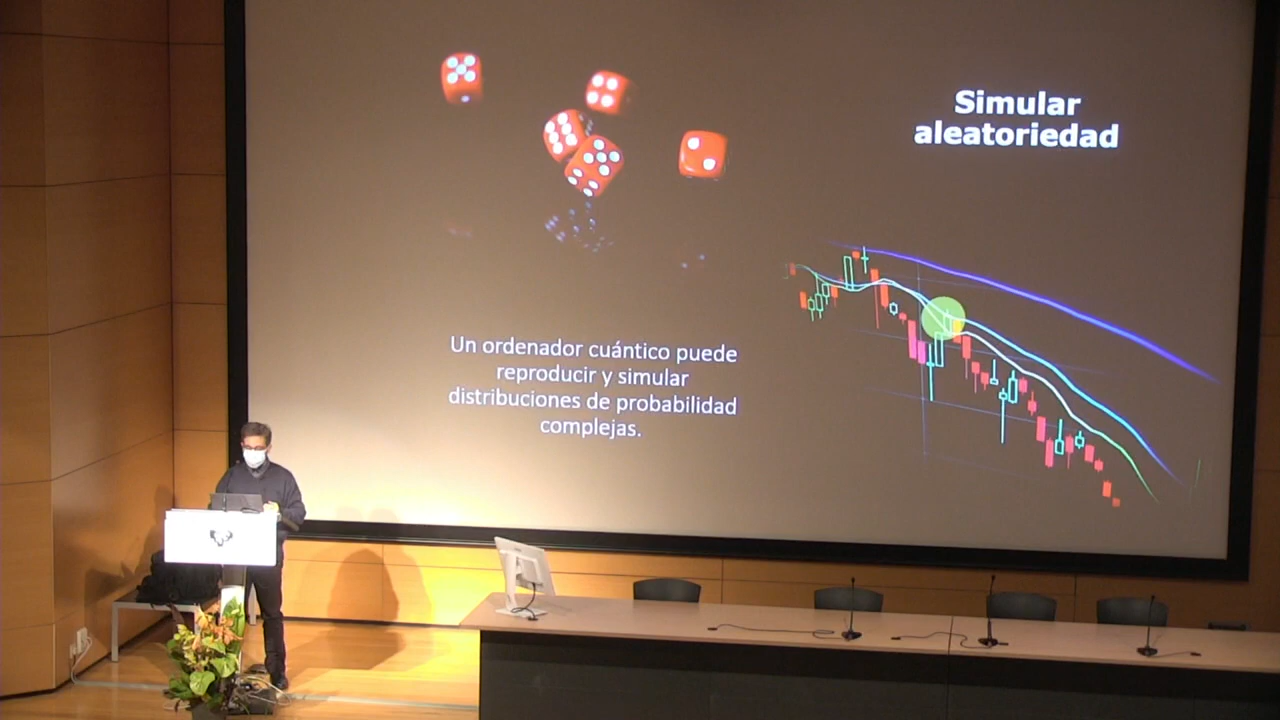 Simular
aleatoriedad
Un ordenador cuántico puede
reproducir y simular
distribuciones de probabilidad
complejas.